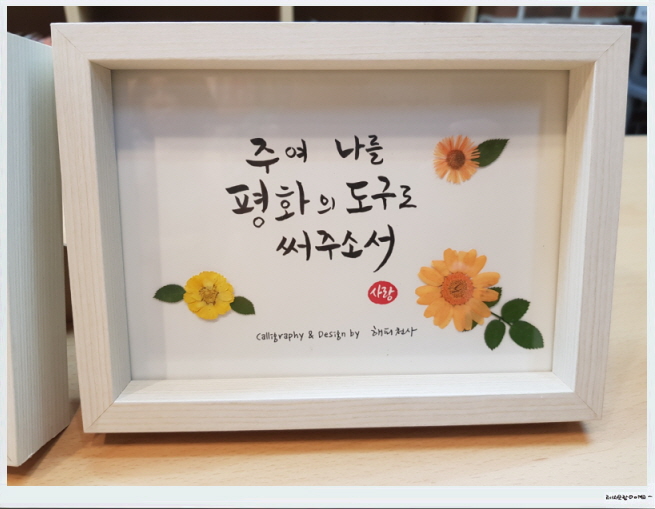 주여 나를
평화의 도구로
써주소서
사랑
Calligraphy & Design by 해피천사